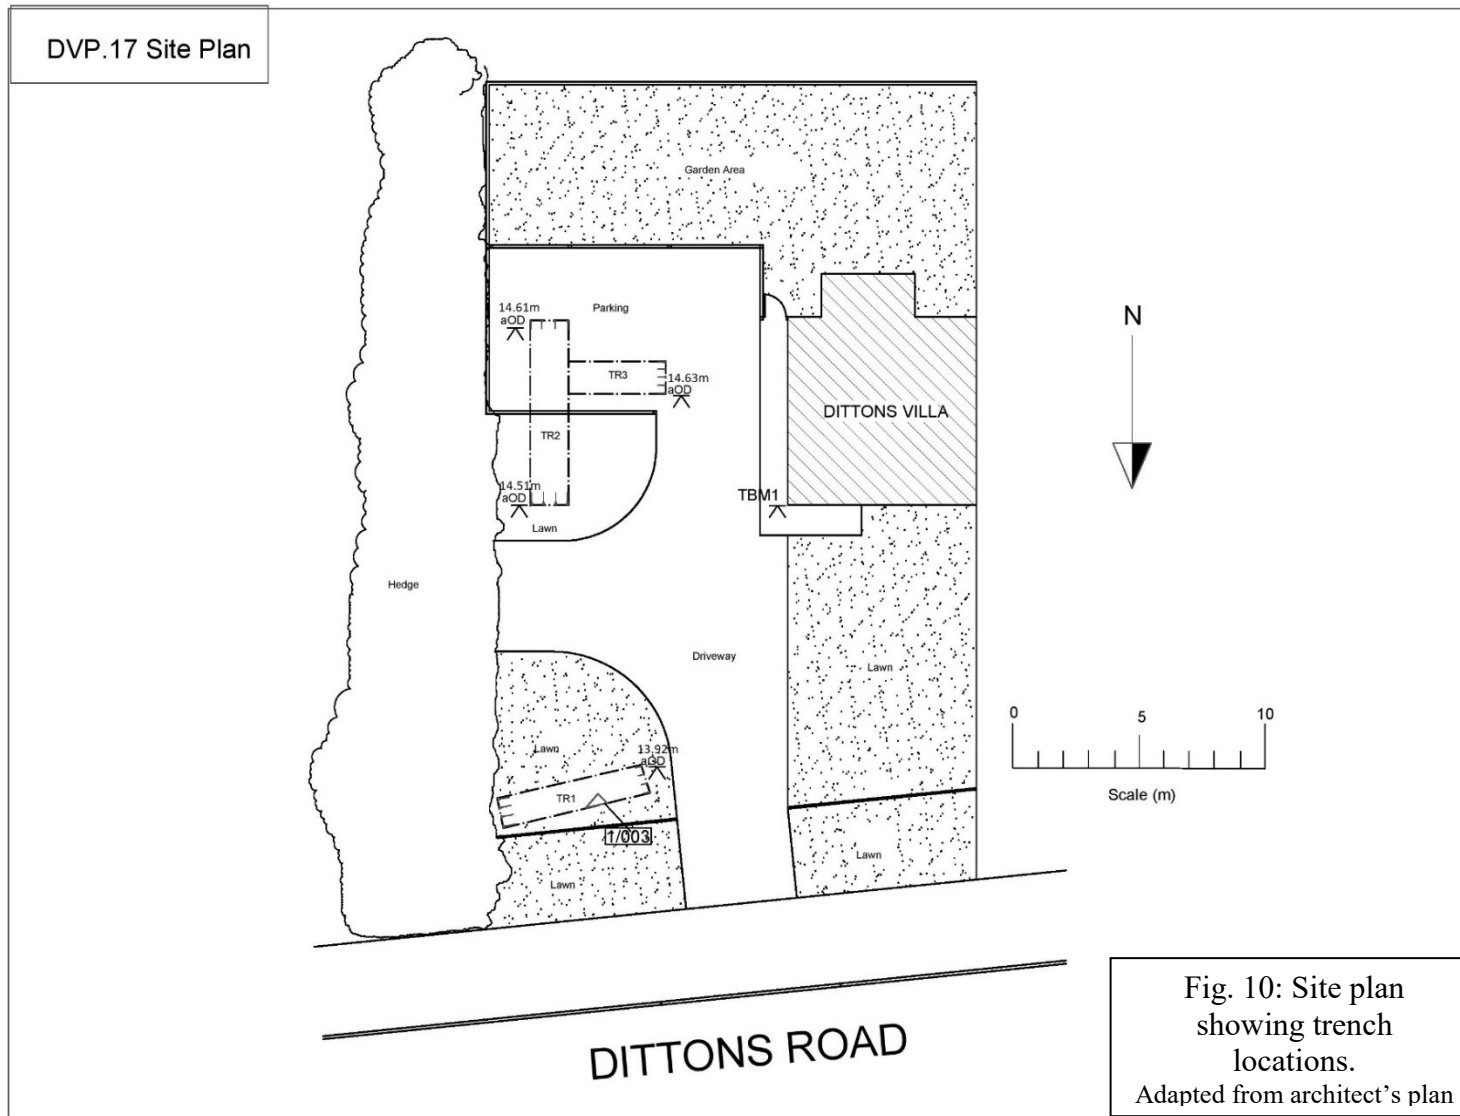 DVP.17 Site Plan
Garden Area
14.61m
aOD
Parking
N
TR3
14.63m
aOD
DITTONS VILLA
TR2
14.51m
aOD
TBM1
Lawn
Hedge
Driveway
Lawn
0 5 10
Scale (m)
Lawn
13.92m
aOD
TR1
1/003
Lawn
Lawn
DITTONS ROAD
Fig. 10: Site plan
showing trench
locations.
Adapted from architect's plan